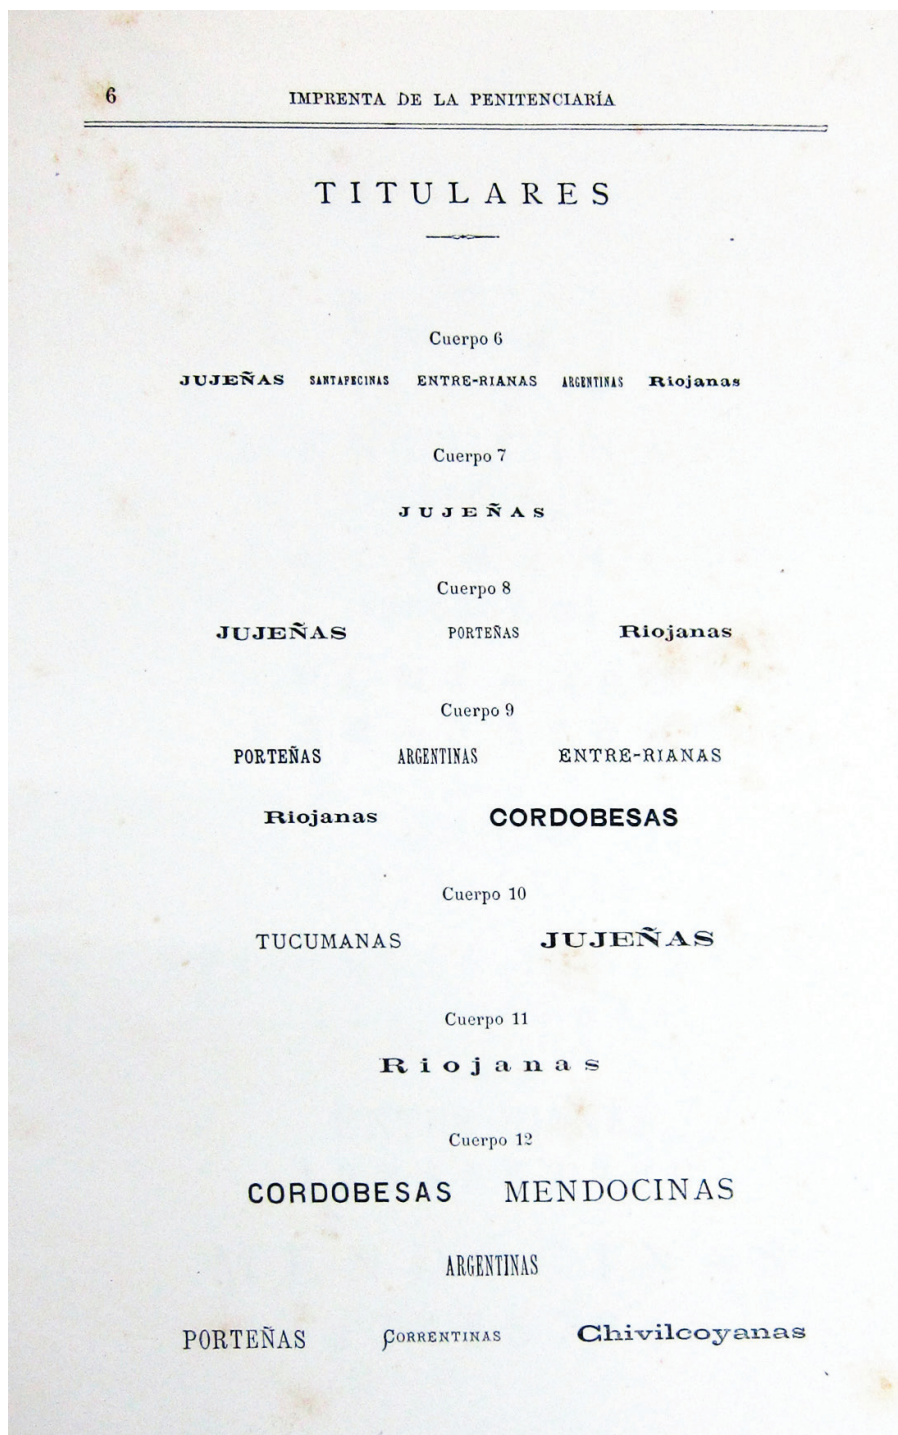 6 IMPRENTA DE LA PENITENCIARÍA
TITULARES
Cuerpo 6
JUJEÑAS SANTAFECINAS ENTRE-RIANAS ARGENTINAS Riojanas
Cuerpo 7
JUJEÑAS
Cuerpo 8
JUJEÑAS PORTEÑAS Riojanas
Cuerpo 9
PORTEÑAS ARGENTINAS ENTRE-RIANAS
Riojanas CORDOBESAS
Cuerpo 10
TUCUMANAS JUJEÑAS
Cuerpo 11
Riojanas
Cuerpo 12
CORDOBESAS MENDOCINAS
ARGENTINAS
PORTEÑAS CORRENTINAS Chivilcoyanas